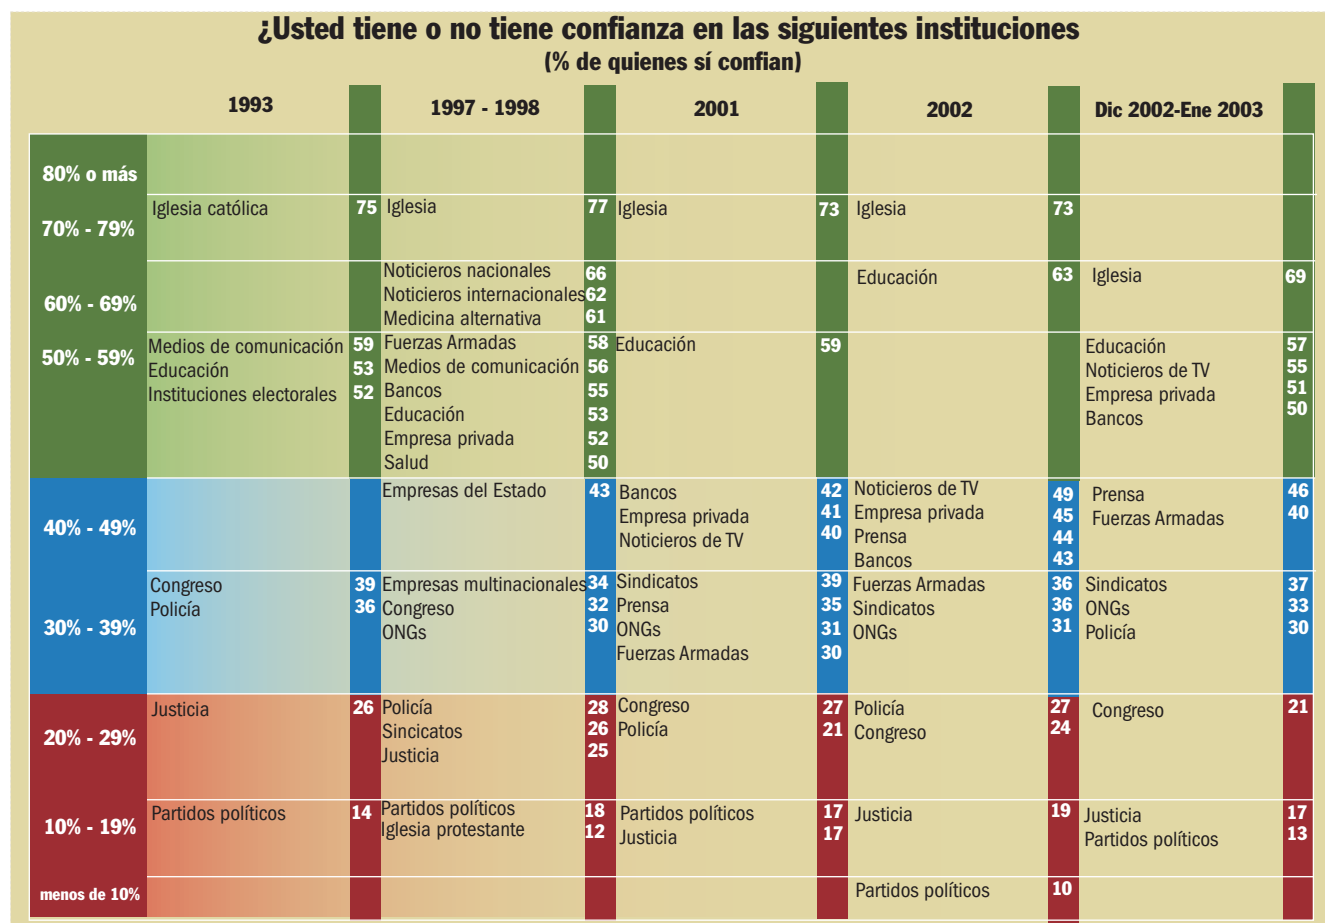 ¿Usted tiene o no tiene confianza en las siguientes instituciones
(% de quienes sí confian)
1993 1997 - 1998 2001 2002 Dic 2002-Ene 2003
80% o más
70% - 79%
Iglesia católica 75 Iglesia 77 Iglesia 73 Iglesia 73
60% - 69%
Noticieros nacionales 66
Noticieros internacionales 62
Medicina alternativa 61
Educación 63
Iglesia 69
50% - 59%
Medios de comunicación 59
Educación 53
Instituciones electorales 52
Fuerzas Armadas 58
Medios de comunicación 56
Bancos 55
Educación 53
Empresa privada 52
Salud 50
Educación 59
Educación 57
Noticieros de TV 55
Empresa privada 51
Bancos 50
40% - 49%
Empresas del Estado 43
Bancos 42
Empresa privada 41
Noticieros de TV 40
Noticieros de TV 49
Empresa privada 45
Prensa 44
Bancos 43
Prensa 46
Fuerzas Armadas 40
30% - 39%
Congreso 39
Policía 36
Empresas multinacionales 34
Congreso 32
ONGs 30
Sindicatos 39
Prensa 35
ONGs 31
Fuerzas Armadas 30
Fuerzas Armadas 36
Sindicatos 36
ONGs 31
Sindicatos 37
ONGs 33
Policía 30
20% - 29%
Justicia 26
Policía 28
Sincicatos 26
Justicia 25
Congreso 27
Policía 21
Policía 27
Congreso 24
Congreso 21
10% - 19%
Partidos políticos 14
Partidos políticos 18
Iglesia protestante 12
Partidos políticos 17
Justicia 17
Justicia 19
Justicia 17
Partidos políticos 13
menos de 10%
Partidos políticos 10